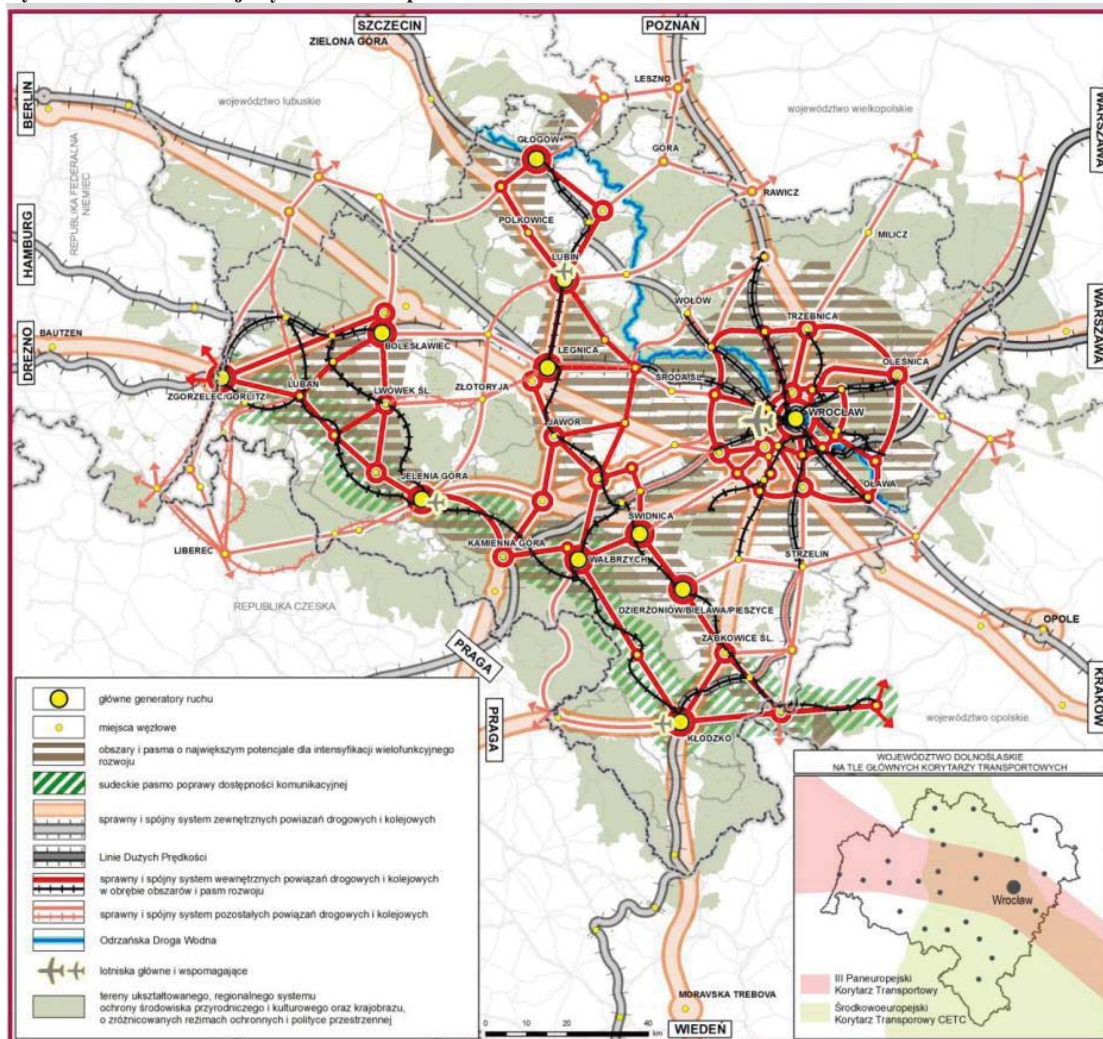 SZCZECIN
POZNAŃ
ZIELONA GÓRA
LESZNO
WARSZAWA
BERLIN
województwo lubuskie
województwo wielkopolskie
GŁOGÓW
GÓRA
RAWICZ
REPUBLIKA FEDERALNA
NIEMIEC
POLKOWICE
MILICZ
HAMBURG
LUBIN
WOŁÓW
TRZEBNICA
WARSZAWA
BAUTZEN
BOLESŁAWIEC
LEGNICA
OLEŚNICA
DREZNO
ZGORZELEC/GÖRLITZ
LUBAŃ
LWÓWEK ŚL.
ZŁOTORYJA
ŚRODA ŚL.
WROCŁAW
JAWOR
JELENIA GÓRA
OŁAWA
ŚWIDNICA
LIBEREC
KAMIENNA GÓRA
WAŁBRZYCH
STRZELIN
REPUBLIKA CZESKA
DZIERŻONIÓW/BIELAWA/PIESZYCE
OPOLE
ZĄBKOWICE ŚL.
PRAGA
KRAKÓW
PRAGA
województwo opolskie
KŁODZKO
główne generatory ruchu
miejsca węzłowe
obszary i pasma o największym potencjale dla intensyfikacji wielofunkcyjnego
rozwoju
sudeckie pasmo poprawy dostępności komunikacyjnej
sprawny i spójny system zewnętrznych powiązań drogowych i kolejowych
Linie Dużych Prędkości
sprawny i spójny system wewnętrznych powiązań drogowych i kolejowych
w obrębie obszarów i pasm rozwoju
sprawny i spójny system pozostałych powiązań drogowych i kolejowych
Odrzańska Droga Wodna
lotniska główne i wspomagające
tereny ukształtowanego, regionalnego systemu
ochrony środowiska przyrodniczego i kulturowego oraz krajobrazu,
o zróżnicowanych reżimach ochronnych i polityce przestrzennej
MORAVSKA TREBOVA
WIEDEŃ
0 10 20 40
km
WOJEWÓDZTWO DOLNOŚLĄSKIE
NA TLE GŁÓWNYCH KORYTARZY TRANSPORTOWYCH
Wrocław
III Paneuropejski
Korytarz Transportowy
Środkowoeuropejski
Korytarz Transporowy CETC